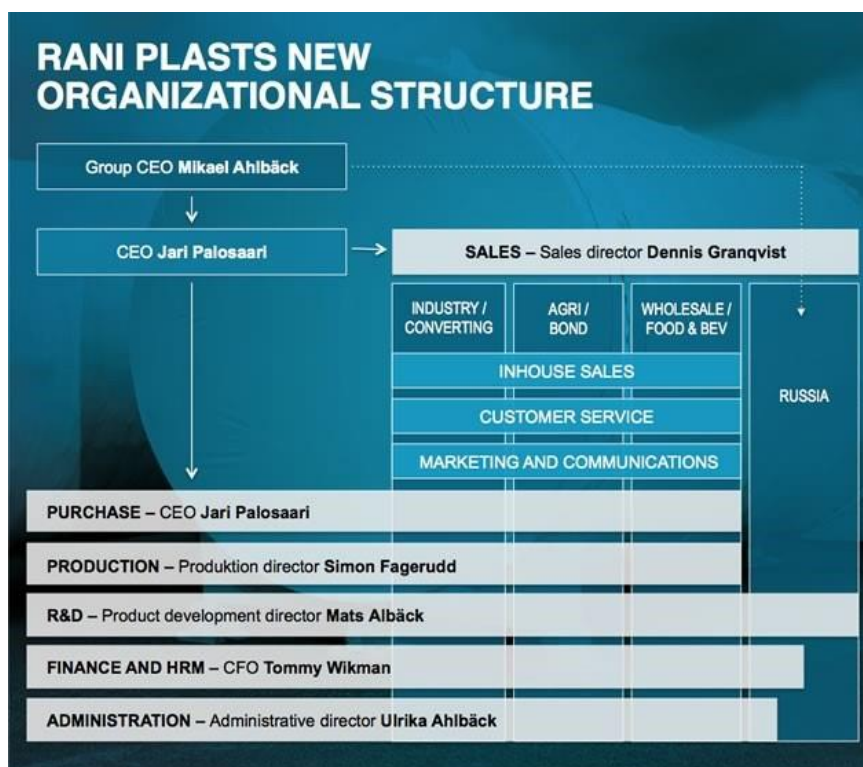 RANI PLASTS NEW
ORGANIZATIONAL STRUCTURE
Group CEO Mikael Ahlbäck
CEO Jari Palosaari
SALES – Sales director Dennis Granqvist
INDUSTRY /
CONVERTING
AGRI /
BOND
WHOLESALE /
FOOD & BEV
RUSSIA
INHOUSE SALES
CUSTOMER SERVICE
MARKETING AND COMMUNICATIONS
PURCHASE – CEO Jari Palosaari
PRODUCTION – Produktion director Simon Fagerudd
R&D – Product development director Mats Albäck
FINANCE AND HRM – CFO Tommy Wikman
ADMINISTRATION – Administrative director Ulrika Ahlbäck